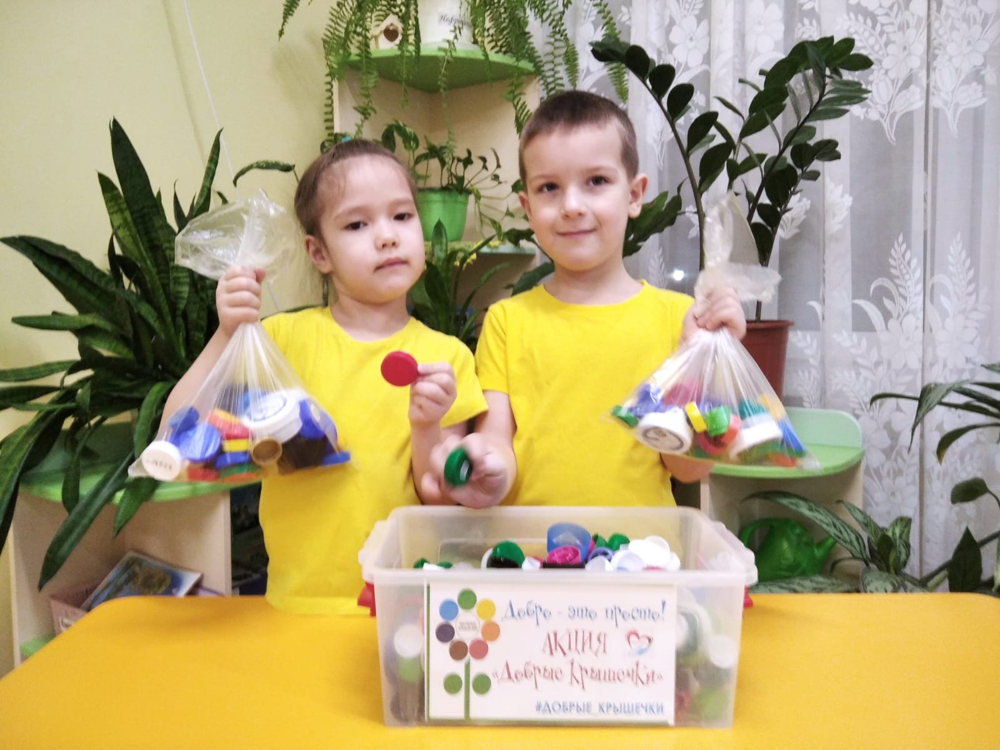 Добро - это просто!
АКЦИЯ
«Добрые крышечки»
#ДОБРЫЕ_КРЫШЕЧКИ